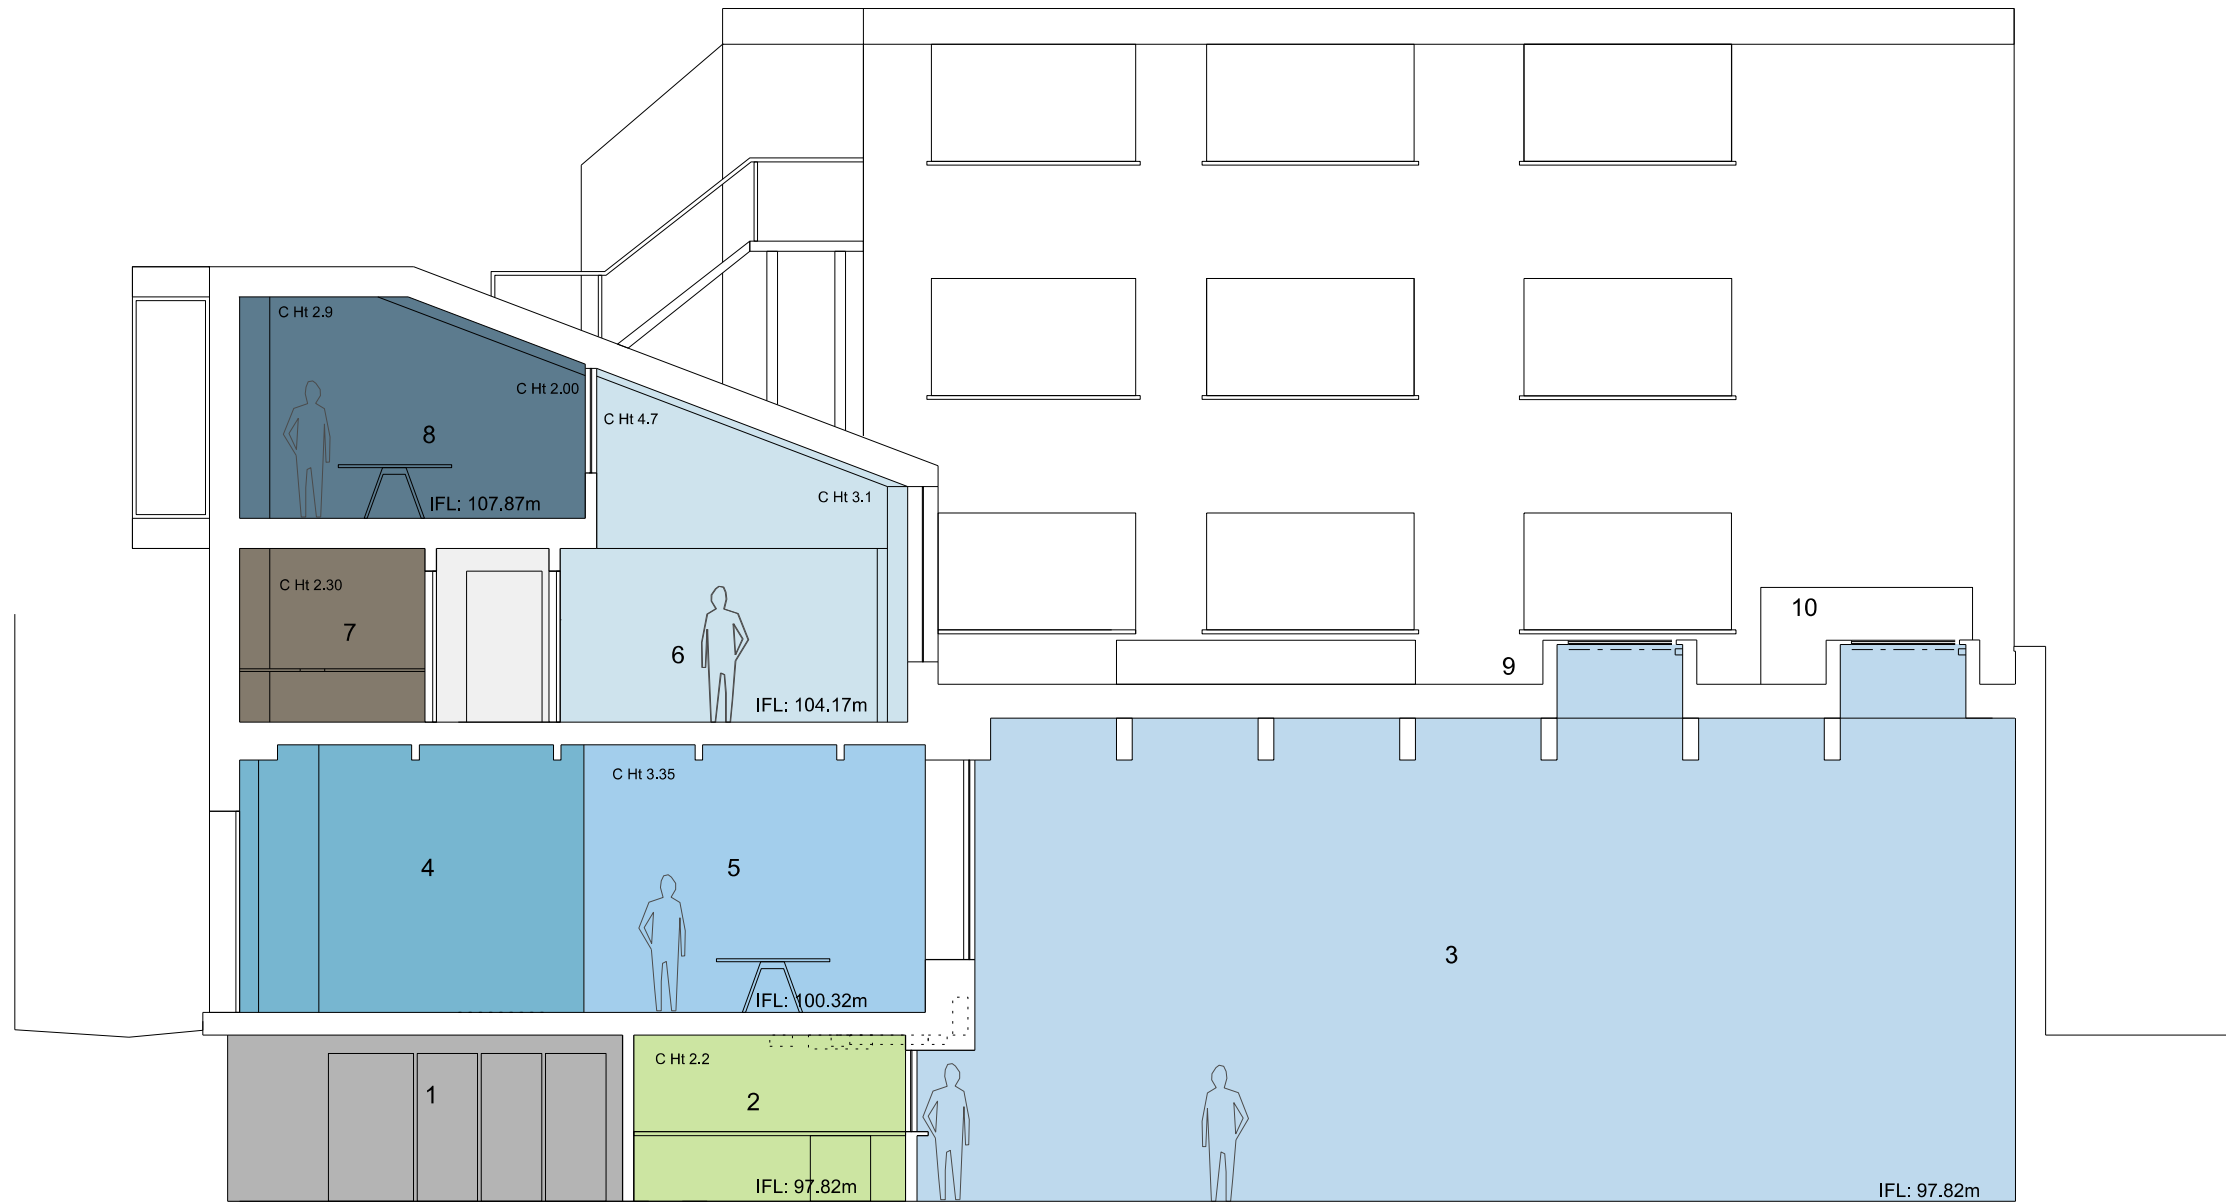 C Ht 2.9
C Ht 2.00
8
C Ht 4.7
IFL: 107.87m
C Ht 3.1
C Ht 2.30
7
6
IFL: 104.17m
10
9
C Ht 3.35
4
5
3
IFL: 100.32m
C Ht 2.2
1
2
IFL: 97.82m
IFL: 97.82m